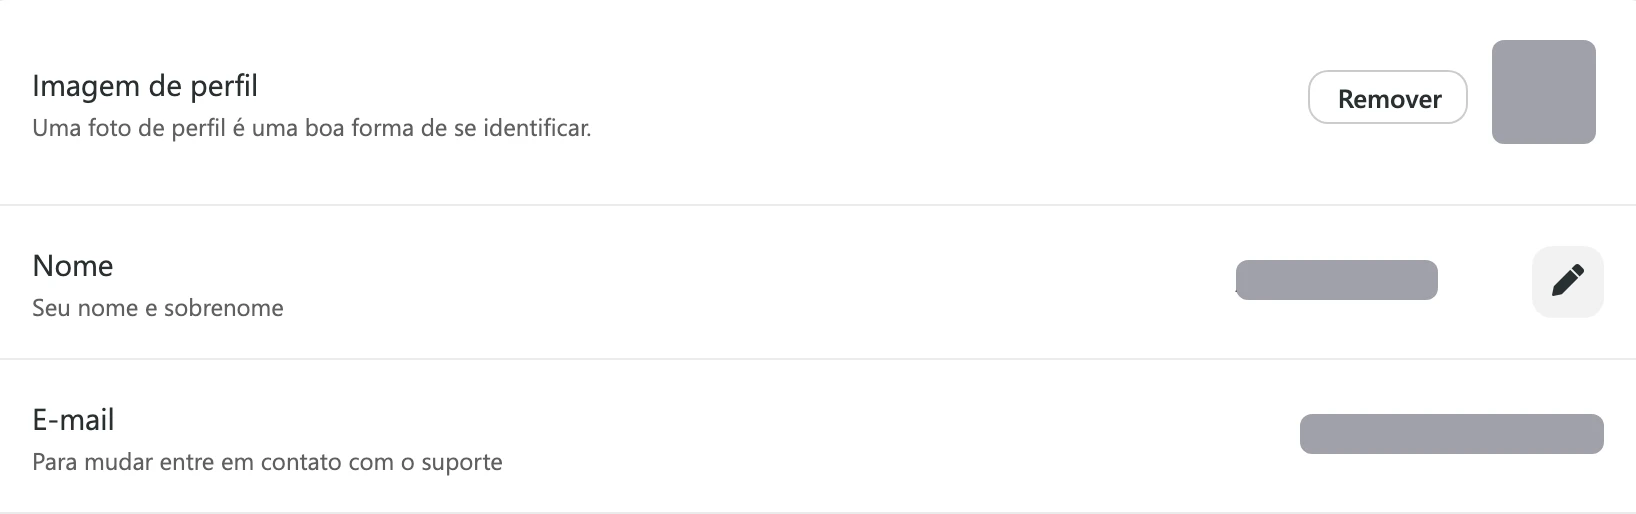 Imagem de perfil
Uma foto de perfil é uma boa forma de se identificar.
Remover
Nome
Seu nome e sobrenome
E-mail
Para mudar entre em contato com o suporte